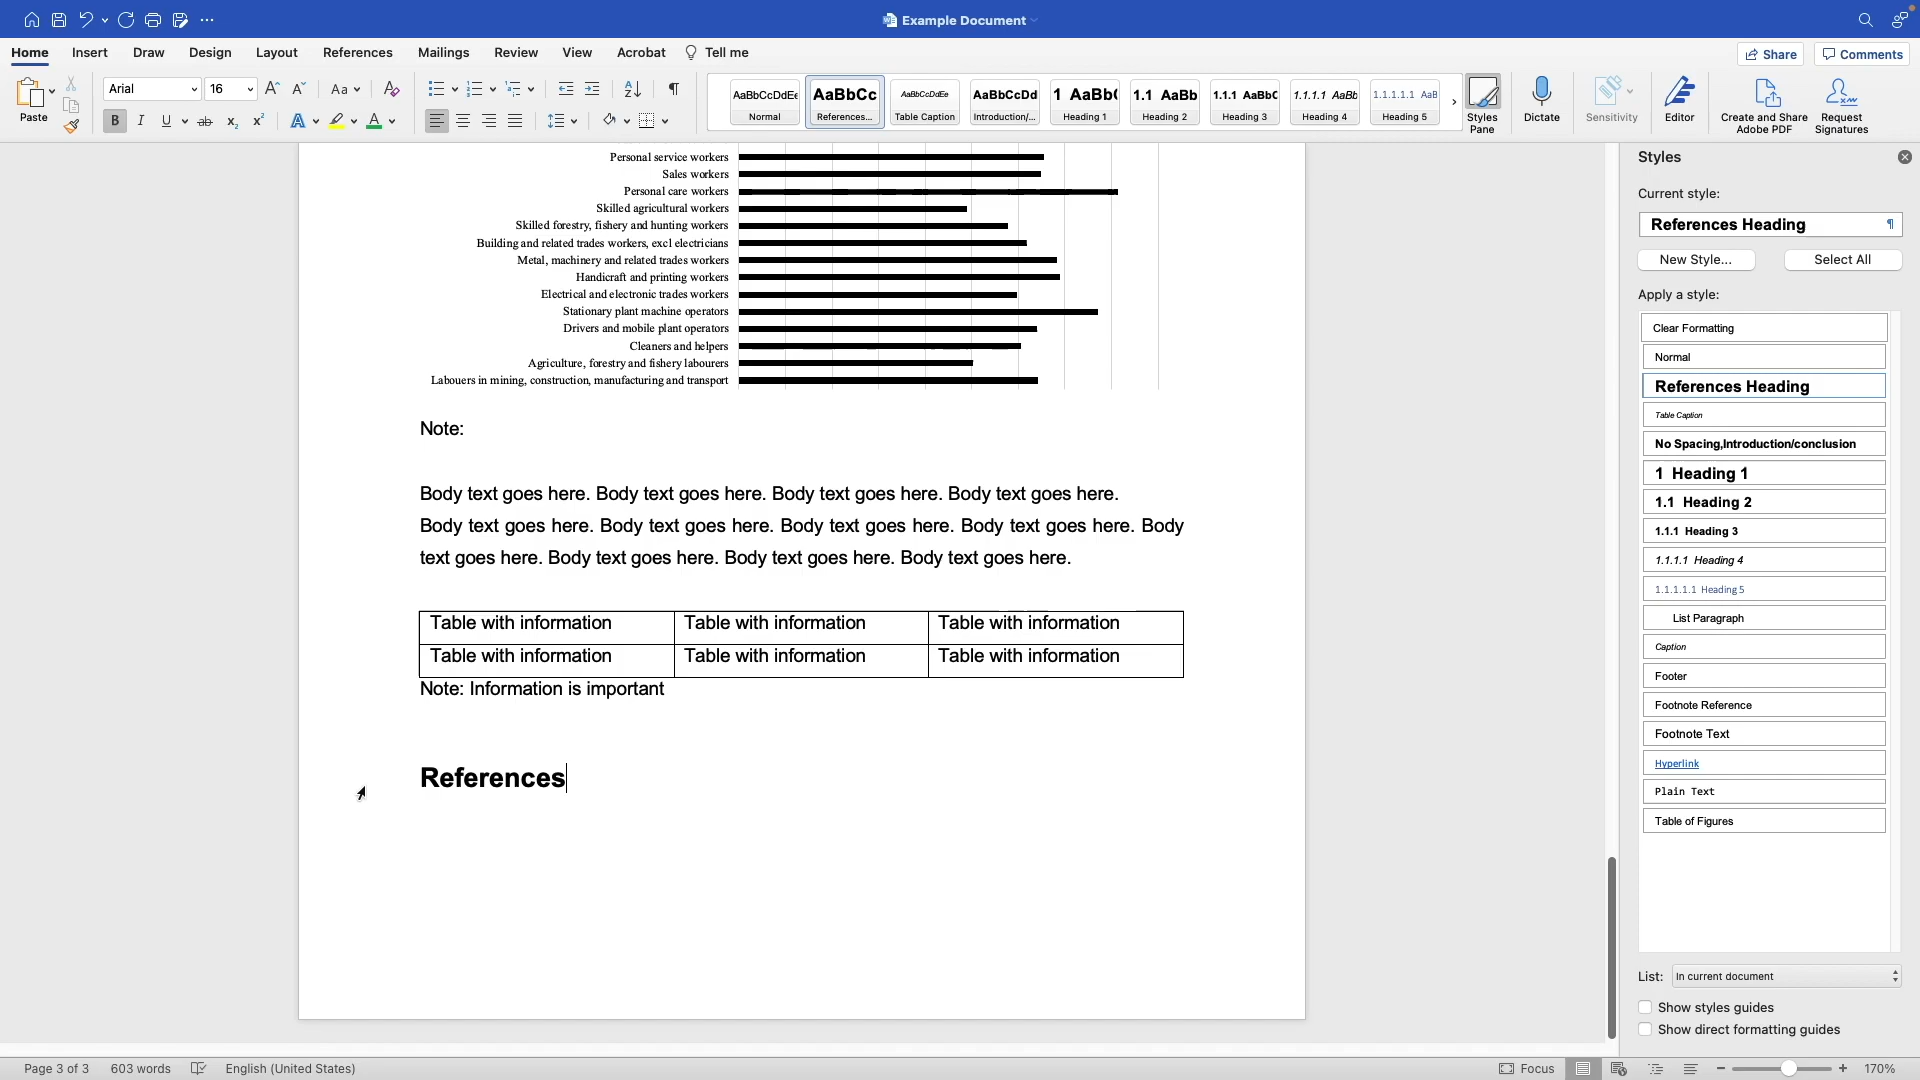 Example Document
Home Insert Draw Design Layout References Mailings Review View Acrobat Tell me
Share Comments
Paste
Arial 16
Aa
AaBbCcDdEe AaBbCc AaBbCcDdEe AaBbCcDd 1 AaBb( 1.1 AaBb 1.1.1 AaBbC 1.1.1.1 AaBb 1.1.1.1.1 AaB
Normal References... Table Caption Introduction/... Heading 1 Heading 2 Heading 3 Heading 4 Heading 5
Styles Pane
Dictate
Sensitivity
Editor
Create and Share Adobe PDF
Request Signatures
Personal service workers
Sales workers
Personal care workers
Skilled agricultural workers
Skilled forestry, fishery and hunting workers
Building and related trades workers, excl electricians
Metal, machinery and related trades workers
Handicraft and printing workers
Electrical and electronic trades workers
Stationary plant machine operators
Drivers and mobile plant operators
Cleaners and helpers
Agriculture, forestry and fishery labourers
Labouers in mining, construction, manufacturing and transport
Note:
Body text goes here. Body text goes here. Body text goes here. Body text goes here.
Body text goes here. Body text goes here. Body text goes here. Body text goes here. Body
text goes here. Body text goes here. Body text goes here. Body text goes here.
Table with information Table with information Table with information
Table with information Table with information Table with information
Note: Information is important
References
Styles
Current style:
References Heading
New Style... Select All
Apply a style:
Clear Formatting
Normal
References Heading
Table Caption
No Spacing,Introduction/conclusion
1 Heading 1
1.1 Heading 2
1.1.1 Heading 3
1.1.1.1 Heading 4
1.1.1.1.1 Heading 5
List Paragraph
Caption
Footer
Footnote Reference
Footnote Text
Hyperlink
Plain Text
Table of Figures
List: In current document
Show styles guides
Show direct formatting guides
Page 3 of 3 603 words English (United States)
Focus 170%